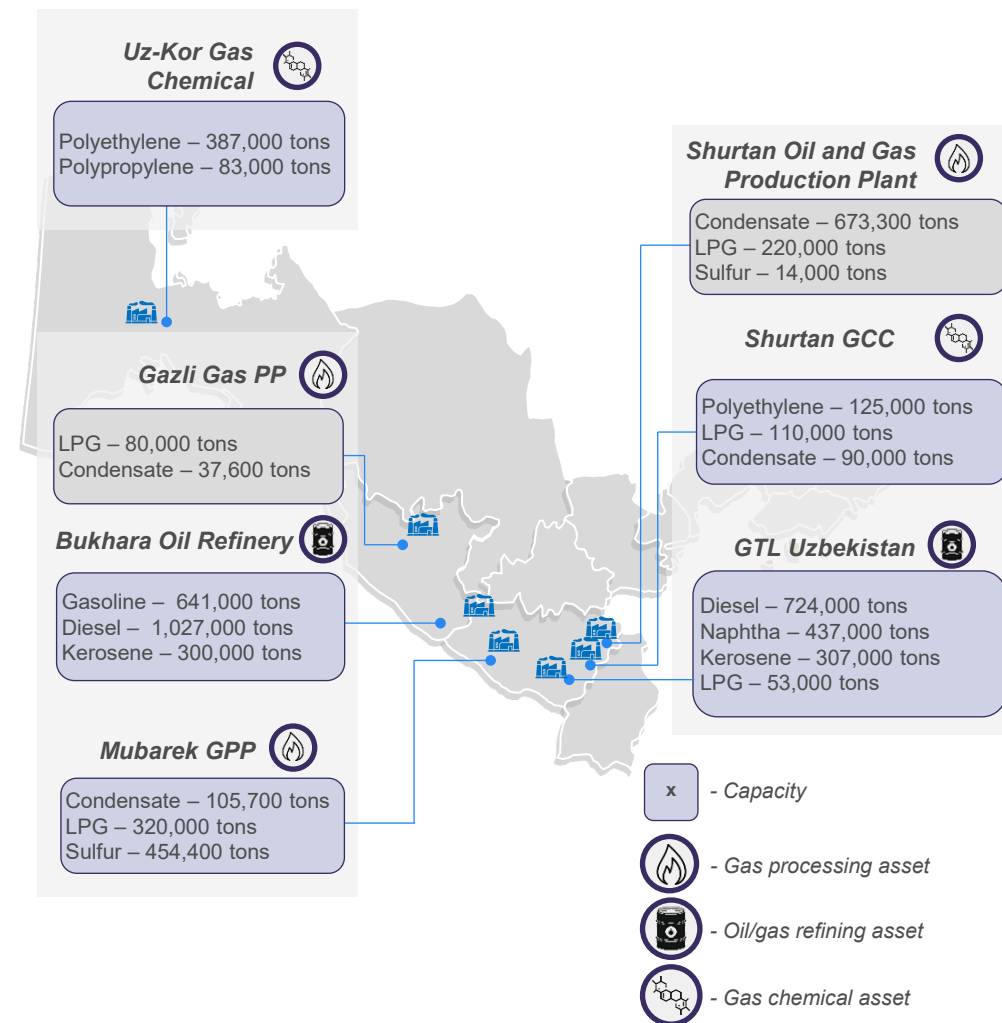 Uz-Kor Gas
Chemical
Polyethylene – 387,000 tons
Polypropylene – 83,000 tons
Gazli Gas PP
LPG – 80,000 tons
Condensate – 37,600 tons
Bukhara Oil Refinery
Gasoline – 641,000 tons
Diesel – 1,027,000 tons
Kerosene – 300,000 tons
Mubarek GPP
Condensate – 105,700 tons
LPG – 320,000 tons
Sulfur – 454,400 tons
Shurtan Oil and Gas
Production Plant
Condensate – 673,300 tons
LPG – 220,000 tons
Sulfur – 14,000 tons
Shurtan GCC
Polyethylene – 125,000 tons
LPG – 110,000 tons
Condensate – 90,000 tons
GTL Uzbekistan
Diesel – 724,000 tons
Naphtha – 437,000 tons
Kerosene – 307,000 tons
LPG – 53,000 tons
x - Capacity
- Gas processing asset
- Oil/gas refining asset
- Gas chemical asset